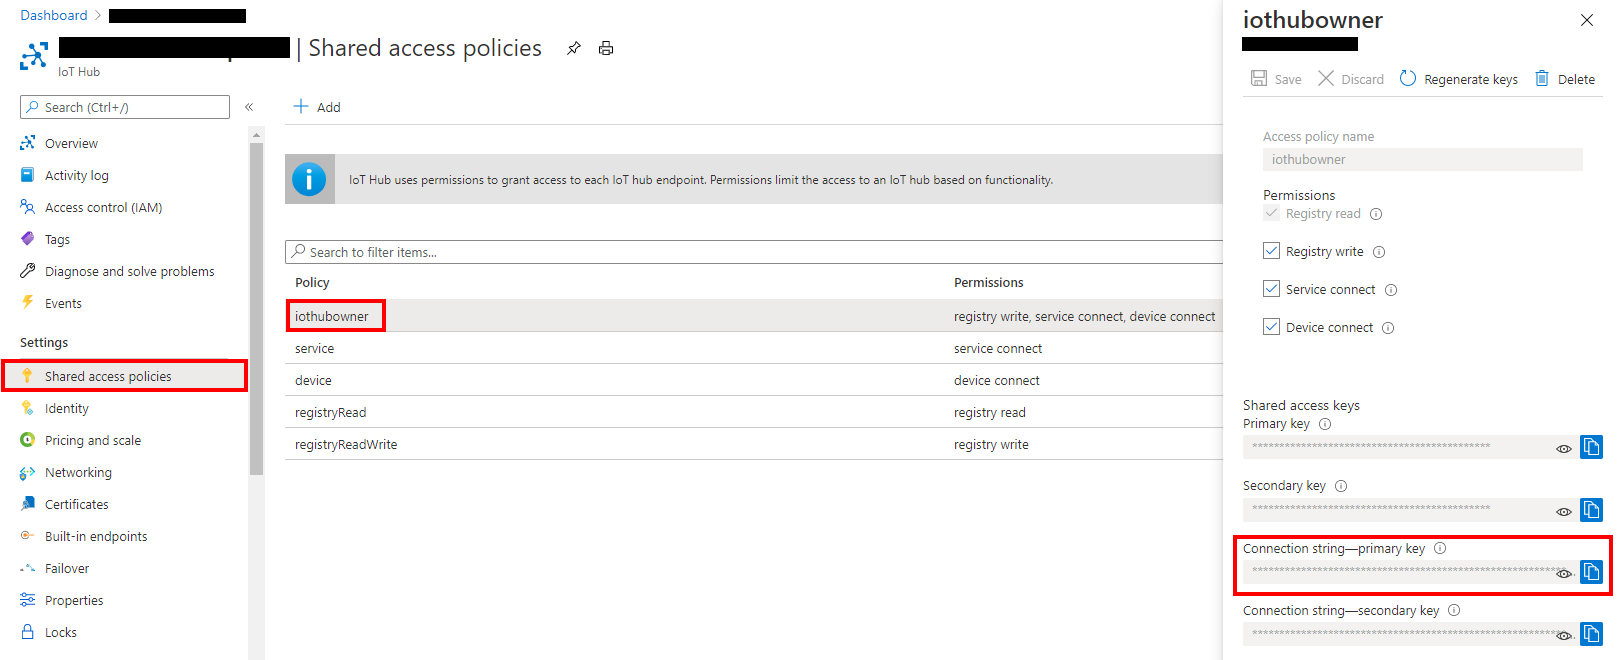 Dashboard
| Shared access policies
IoT Hub
Search (Ctrl+/)
«
Overview
Activity log
Access control (IAM)
Tags
Diagnose and solve problems
Events
Settings
Shared access policies
Identity
Pricing and scale
Networking
Certificates
Built-in endpoints
Failover
Properties
Locks
Add
IoT Hub uses permissions to grant access to each IoT hub endpoint. Permissions limit the access to an IoT hub based on functionality.
Search to filter items...
Policy Permissions
iothubowner registry write, service connect, device connect
service service connect
device device connect
registryRead registry read
registryReadWrite registry write
iothubowner
Save Discard Regenerate keys Delete
Access policy name
iothubowner
Permissions
Registry read
Registry write
Service connect
Device connect
Shared access keys
Primary key
Secondary key
Connection string—primary key
Connection string—secondary key